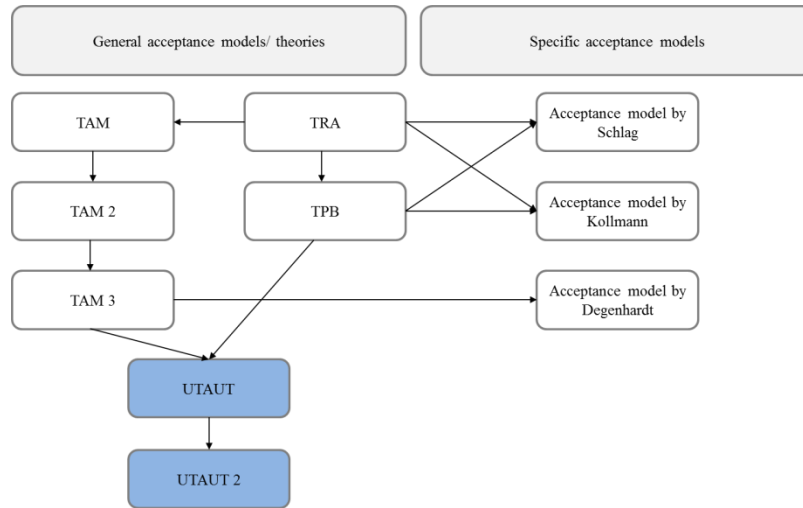 General acceptance models/ theories
Specific acceptance models
TAM
TRA
Acceptance model by
Schlag
TAM 2
TPB
Acceptance model by
Kollmann
TAM 3
Acceptance model by
Degenhardt
UTAUT
UTAUT 2